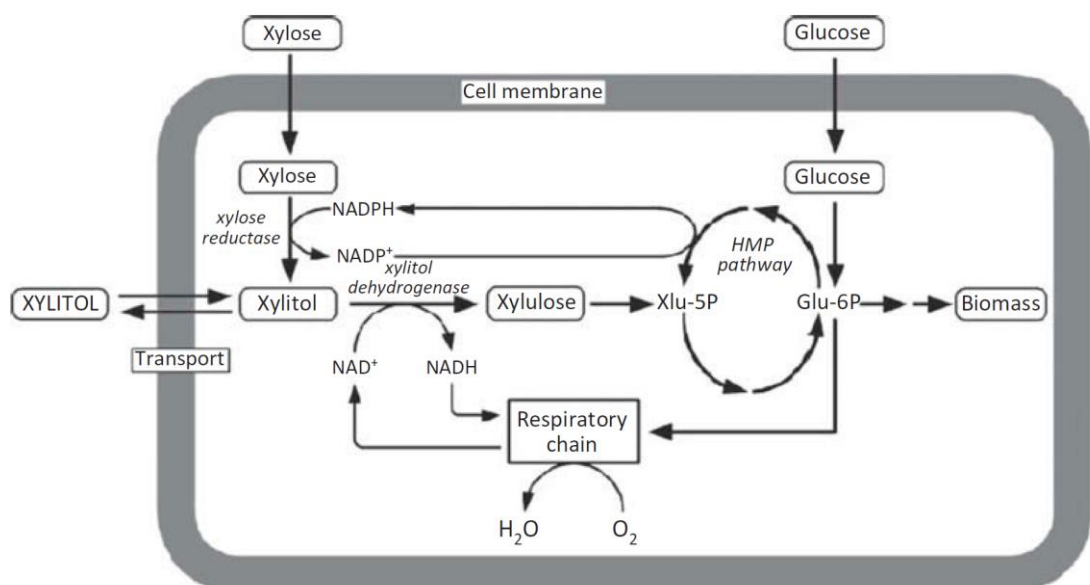 Xylose
Glucose
Cell membrane
Xylose
Glucose
xylose
reductase
NADPH
NADP⁺
HMP
pathway
xylitol
dehydrogenase
XYLITOL
Xylitol
Xylulose
Xlu-5P
Glu-6P
Biomass
Transport
NAD⁺
NADH
Respiratory
chain
H₂O
O₂